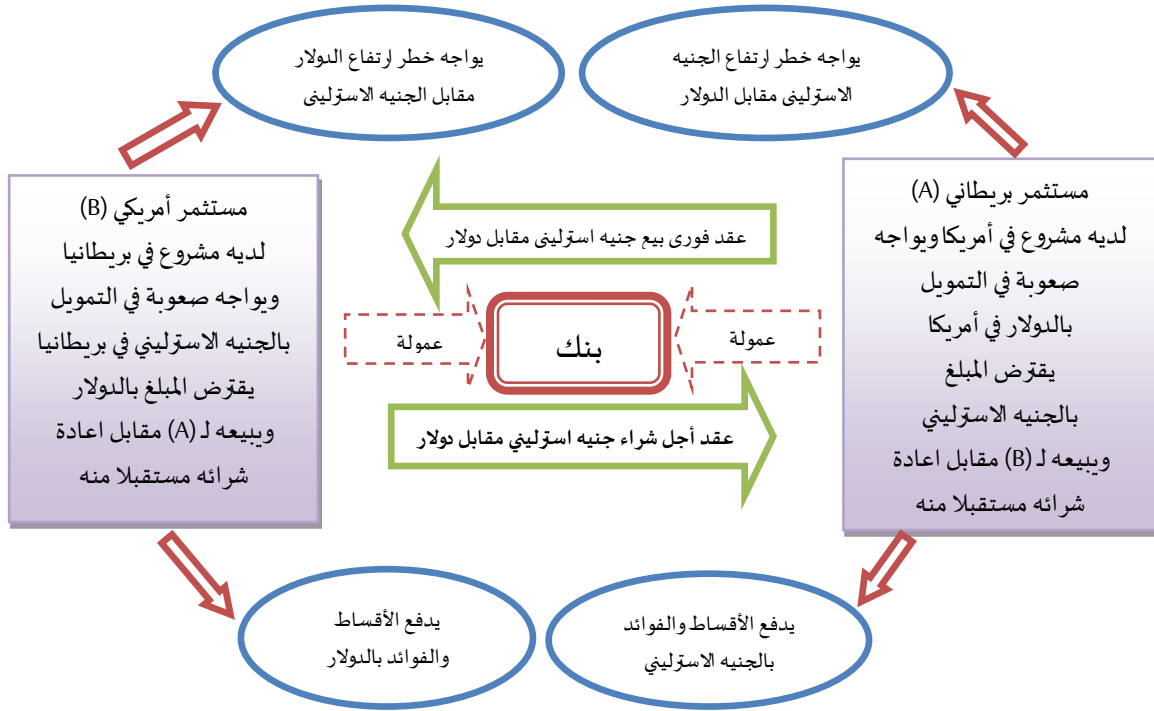 يواجه خطر ارتفاع الجنيه
الاسترليني مقابل الدولار
يواجه خطر ارتفاع الدولار
مقابل الجنيه الاسترليني
مستثمر بريطاني (A)
لديه مشروع في أمريكا ويواجه
صعوبة في التمويل
بالدولار في أمريكا
يقترض المبلغ
بالجنيه الاسترليني
ويبيعه لـ (B) مقابل اعادة
شرائه مستقبلا منه
عقد فوري بيع جنيه استرليني مقابل دولار
عمولة
بنك
عمولة
عقد أجل شراء جنيه استرليني مقابل دولار
مستثمر أمريكي (B)
لديه مشروع في بريطانيا
ويواجه صعوبة في التمويل
بالجنيه الاسترليني في بريطانيا
يقترض المبلغ بالدولار
ويبيعه لـ (A) مقابل اعادة
شرائه مستقبلا منه
يدفع الأقساط والفوائد
بالجنيه الاسترليني
يدفع الأقساط
والفوائد بالدولار